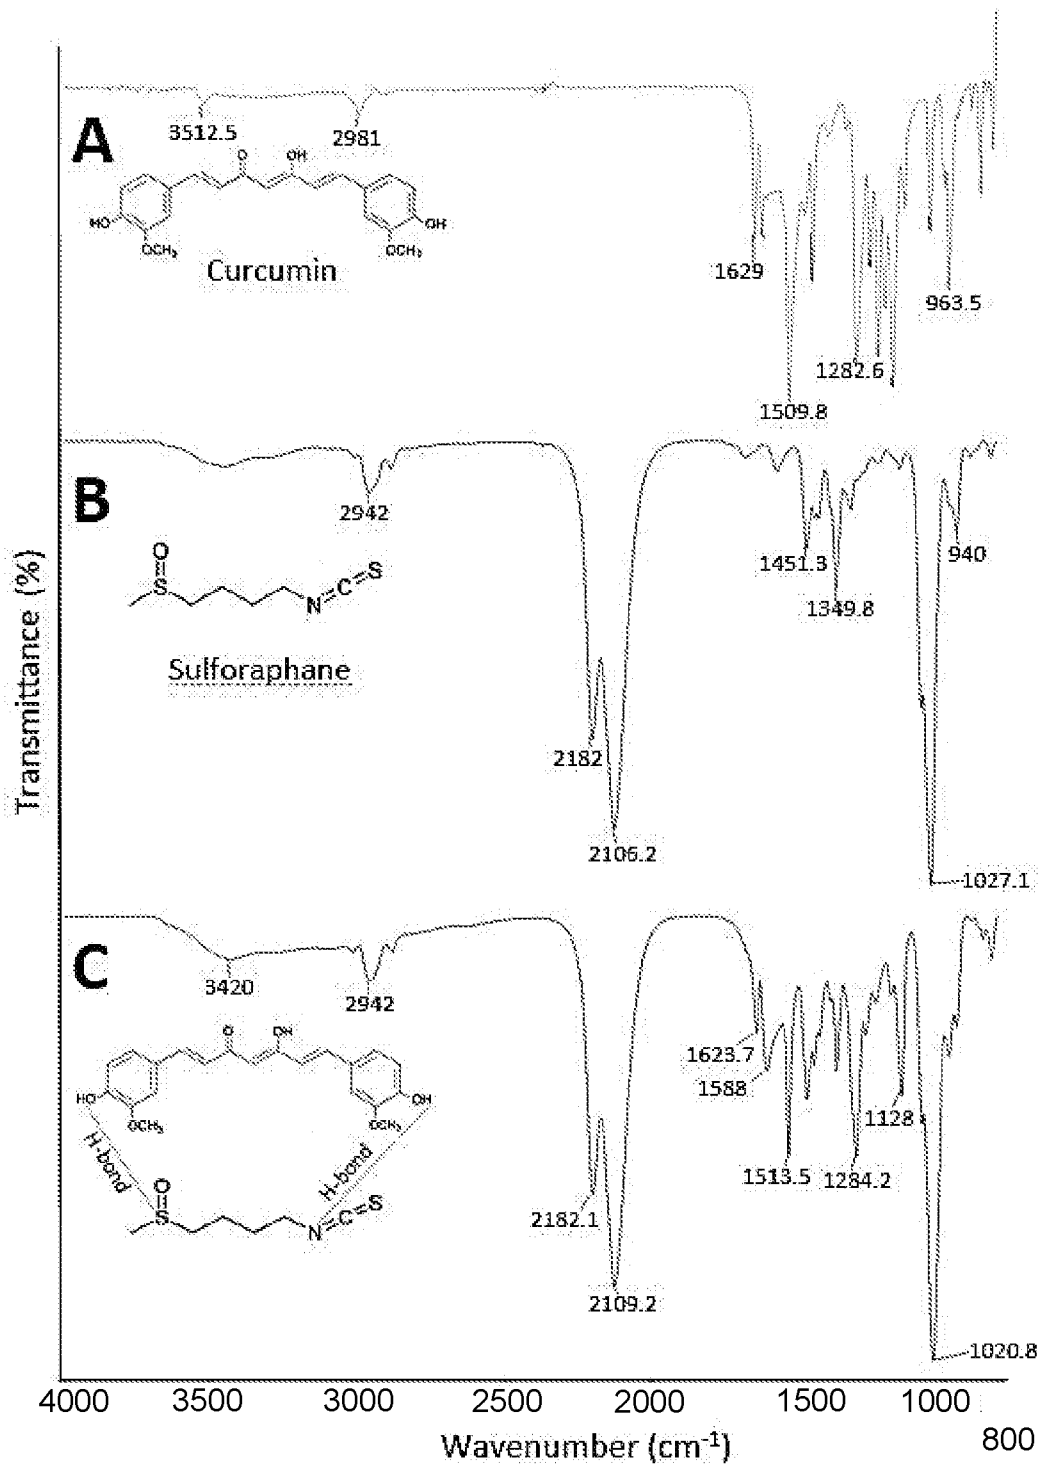 A
3512.5
2981
O
OH
HO
OCH₃
OCH₃
OH
Curcumin
1629
963.5
1282.6
1509.8
B
2942
O
S
N
C
S
Sulforaphane
1451.3
940
1349.8
2182
2106.2
1027.1
C
3420
2942
O
OH
HO
OCH₃
OCH₃
OH
H-bond
H-bond
O
S
N
C
S
1623.7
1588
1128
1513.5
1284.2
2182.1
2109.2
1020.8
Transmittance (%)
4000 3500 3000 2500 2000 1500 1000
800
Wavenumber (cm⁻¹)